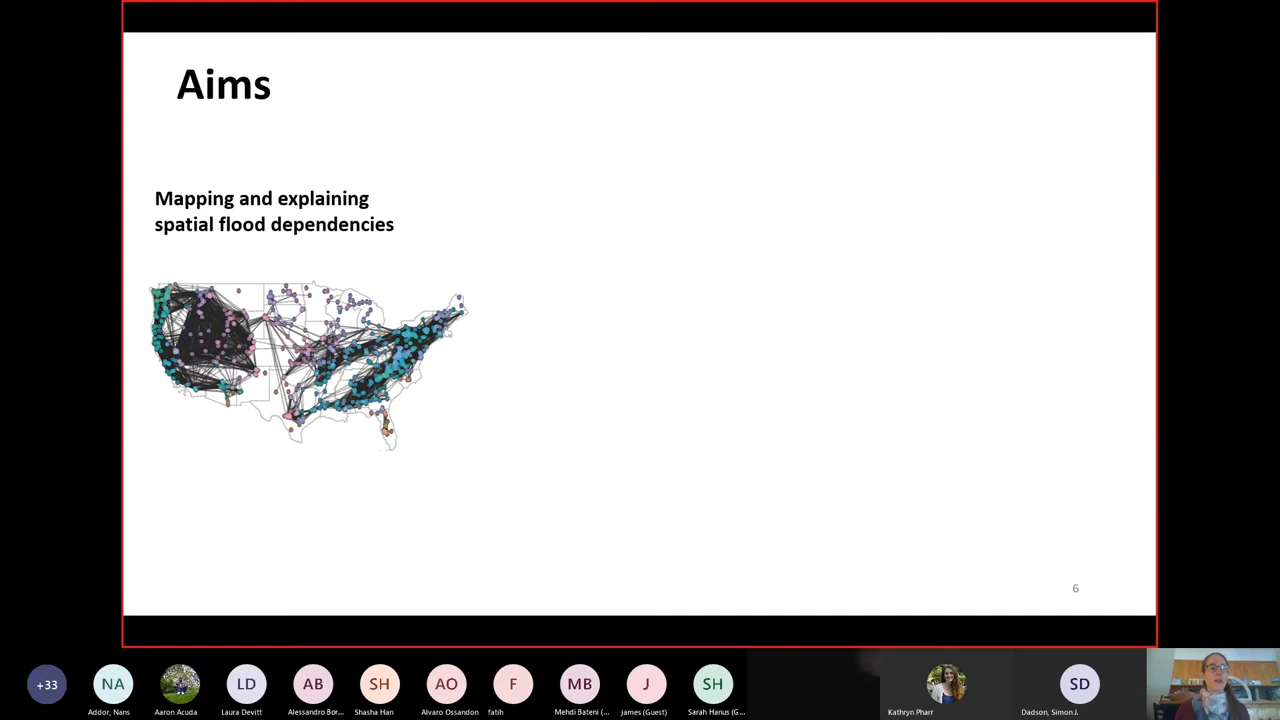 Aims
Mapping and explaining
spatial flood dependencies
6
+33
NA
LD
AB
SH
AO
F
MB
J
SH
SD
Addor, Nans
Aaron Acuda
Laura Devitt
Alessandro Bor...
Shasha Han
Alvaro Ossandon
fatih
Mehdi Bateni (...
james (Guest)
Sarah Hanus (G...
Kathryn Pharr
Dadson, Simon J.